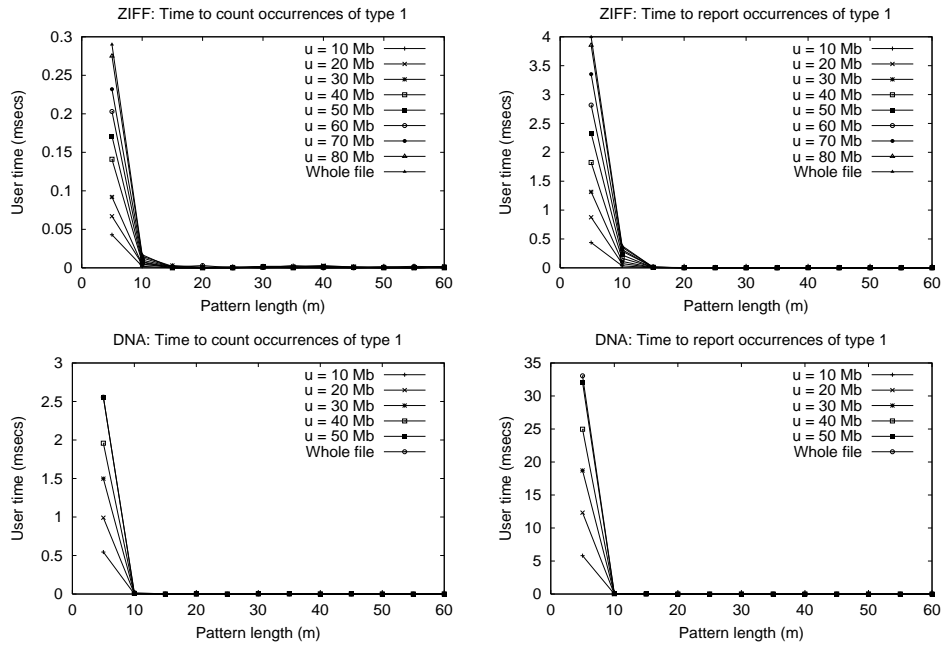 ZIFF: Time to count occurrences of type 1
User time (msecs)
0.3
0.25
0.2
0.15
0.1
0.05
0
0 10 20 30 40 50 60
Pattern length (m)
u = 10 Mb
u = 20 Mb
u = 30 Mb
u = 40 Mb
u = 50 Mb
u = 60 Mb
u = 70 Mb
u = 80 Mb
Whole file
ZIFF: Time to report occurrences of type 1
User time (msecs)
4
3.5
3
2.5
2
1.5
1
0.5
0
0 10 20 30 40 50 60
Pattern length (m)
u = 10 Mb
u = 20 Mb
u = 30 Mb
u = 40 Mb
u = 50 Mb
u = 60 Mb
u = 70 Mb
u = 80 Mb
Whole file
DNA: Time to count occurrences of type 1
User time (msecs)
3
2.5
2
1.5
1
0.5
0
0 10 20 30 40 50 60
Pattern length (m)
u = 10 Mb
u = 20 Mb
u = 30 Mb
u = 40 Mb
u = 50 Mb
Whole file
DNA: Time to report occurrences of type 1
User time (msecs)
35
30
25
20
15
10
5
0
0 10 20 30 40 50 60
Pattern length (m)
u = 10 Mb
u = 20 Mb
u = 30 Mb
u = 40 Mb
u = 50 Mb
Whole file